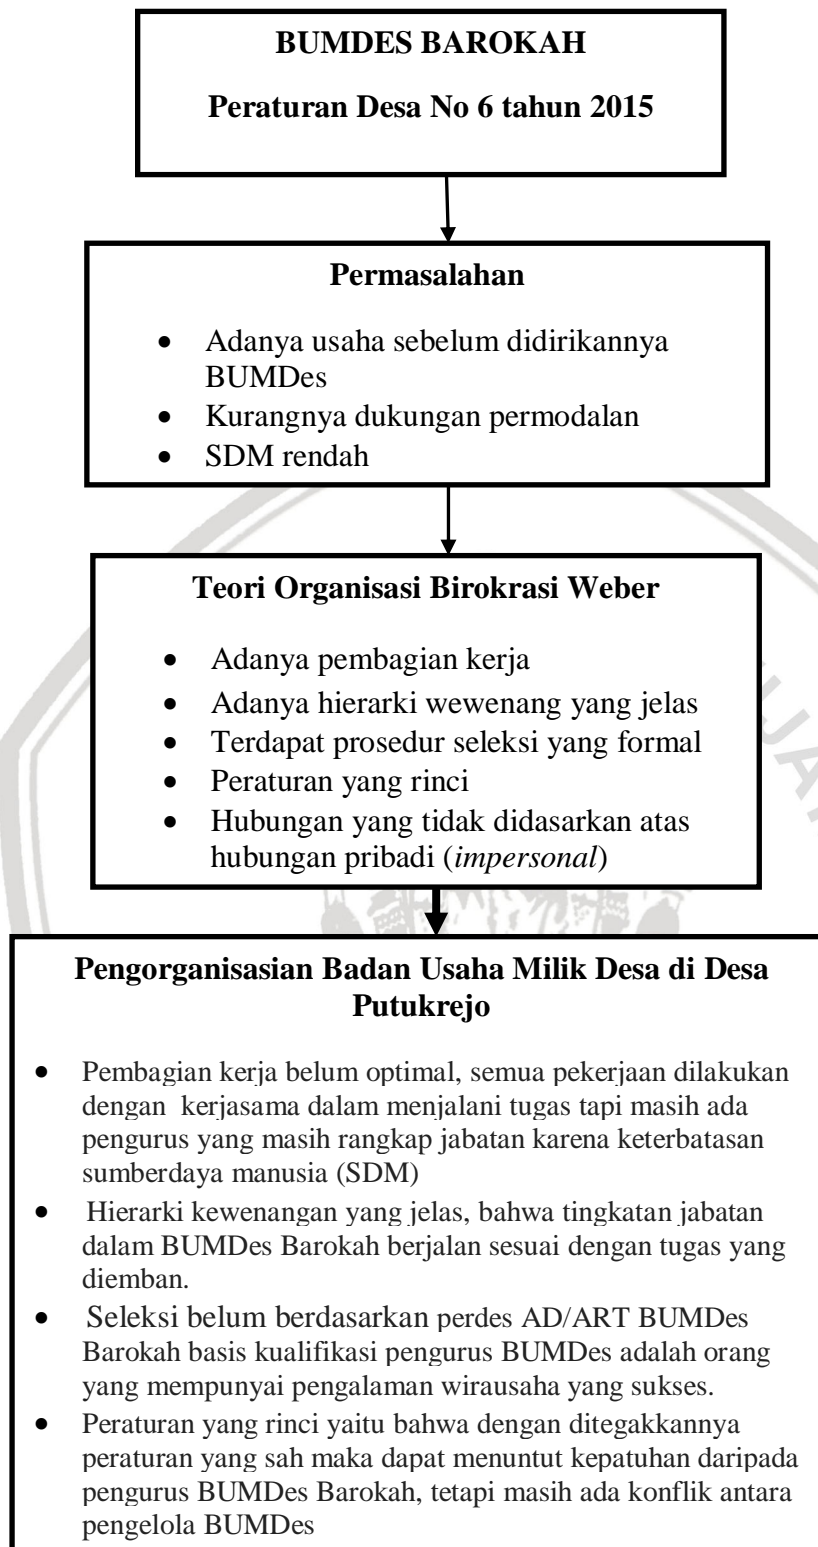 BUMDES BAROKAH
Peraturan Desa No 6 tahun 2015
Permasalahan
• Adanya usaha sebelum didirikannya
BUMDes
• Kurangnya dukungan permodalan
• SDM rendah
Teori Organisasi Birokrasi Weber
• Adanya pembagian kerja
• Adanya hierarki wewenang yang jelas
• Terdapat prosedur seleksi yang formal
• Peraturan yang rinci
• Hubungan yang tidak didasarkan atas
hubungan pribadi (impersonal)
Pengorganisasian Badan Usaha Milik Desa di Desa
Putukrejo
• Pembagian kerja belum optimal, semua pekerjaan dilakukan
dengan kerjasama dalam menjalani tugas tapi masih ada
pengurus yang masih rangkap jabatan karena keterbatasan
sumberdaya manusia (SDM)
• Hierarki kewenangan yang jelas, bahwa tingkatan jabatan
dalam BUMDes Barokah berjalan sesuai dengan tugas yang
diemban.
• Seleksi belum berdasarkan perdes AD/ART BUMDes
Barokah basis kualifikasi pengurus BUMDes adalah orang
yang mempunyai pengalaman wirausaha yang sukses.
• Peraturan yang rinci yaitu bahwa dengan ditegakkannya
peraturan yang sah maka dapat menuntut kepatuhan daripada
pengurus BUMDes Barokah, tetapi masih ada konflik antara
pengelola BUMDes